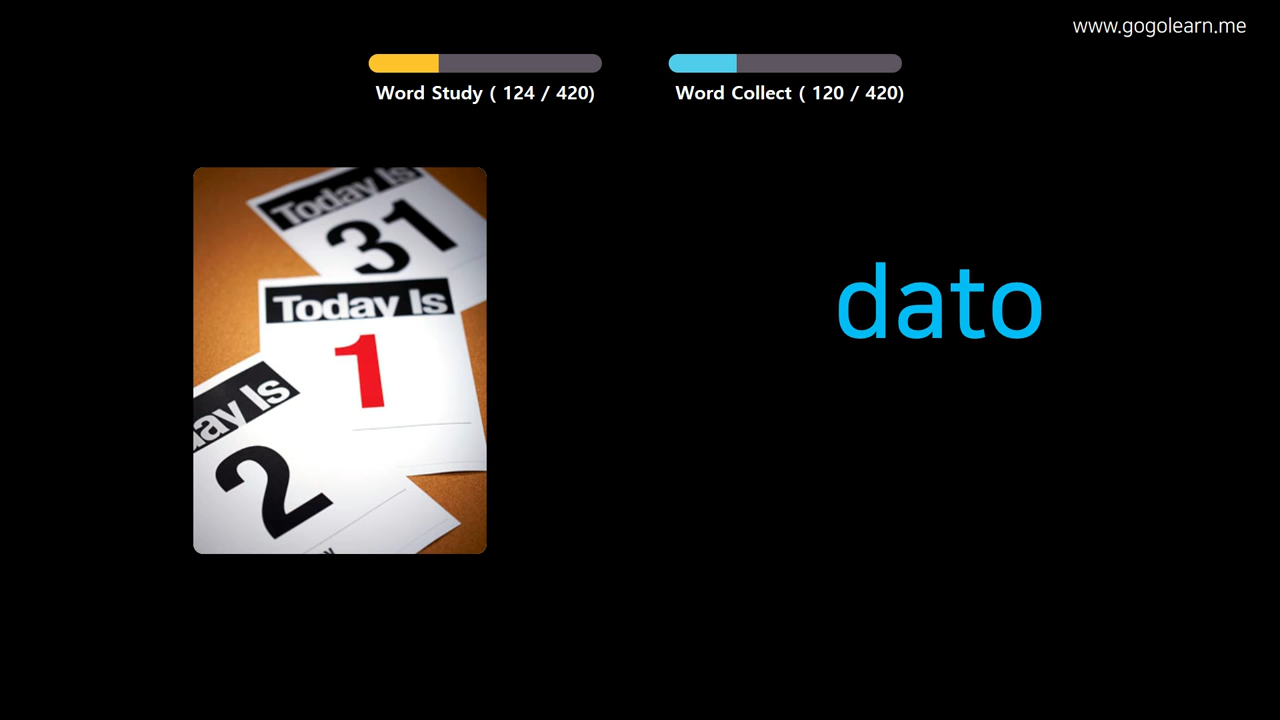 www.gogolearn.me
Word Study ( 124 / 420)
Word Collect ( 120 / 420)
Today Is
31
Today Is
1
day Is
2
dato